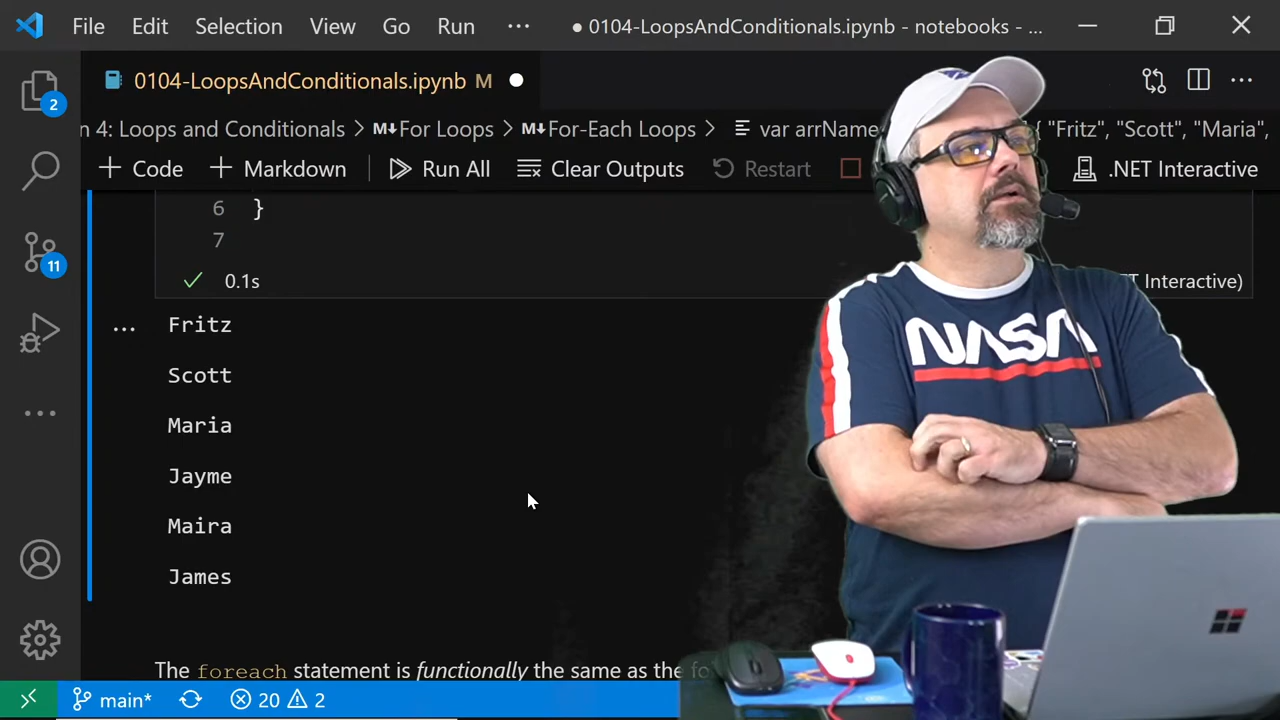 File Edit Selection View Go Run ··· ● 0104-LoopsAndConditionals.ipynb - notebooks - ...
0104-LoopsAndConditionals.ipynb M
n 4: Loops and Conditionals > M↓For Loops > M↓For-Each Loops > var arrName { "Fritz", "Scott", "Maria",
+ Code + Markdown Run All Clear Outputs Restart .NET Interactive
2
6 }
7
11
0.1s ET Interactive)
... Fritz
Scott
Maria
Jayme
Maira
James
NASA
The foreach statement is functionally the same as the fo
main* 20 2